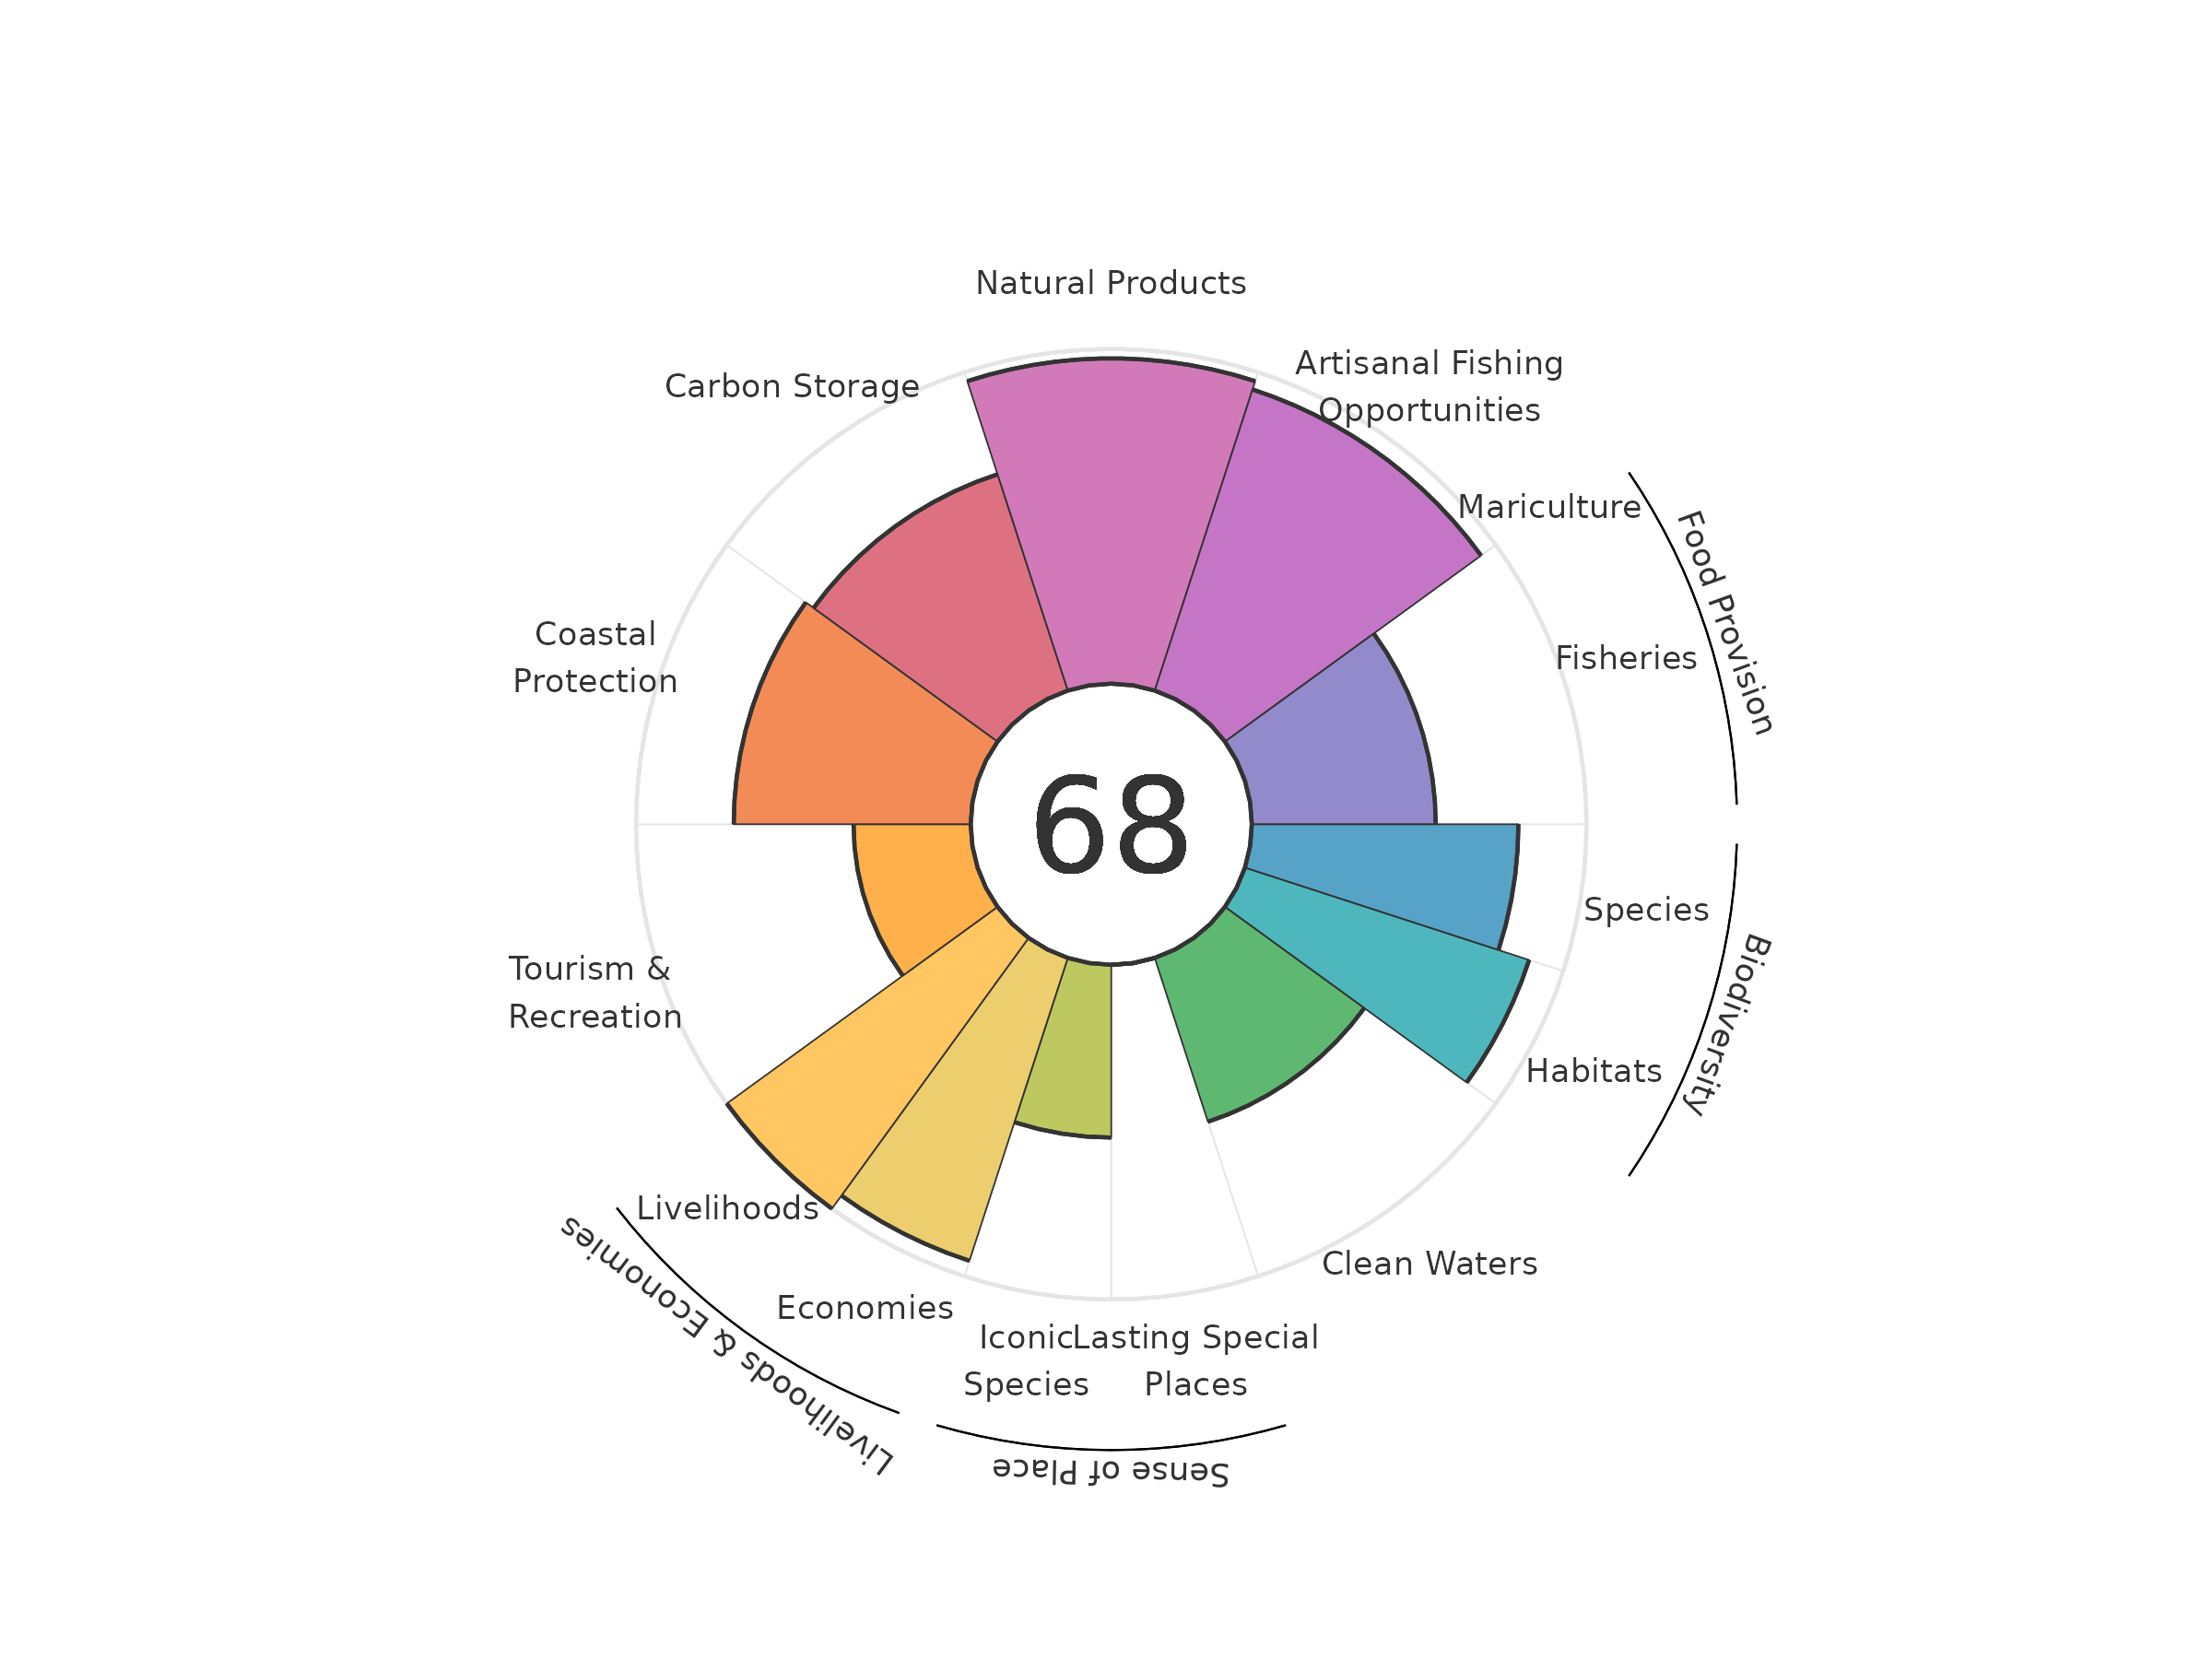 Natural Products
Artisanal Fishing
Opportunities
Carbon Storage
Mariculture
Food Provision
Coastal
Protection
Fisheries
68
Species
Biodiversity
Tourism &
Recreation
Habitats
Livelihoods
Clean Waters
Economies
Livelihoods & Economies
Iconic
Species
Lasting Special
Places
Sense of Place